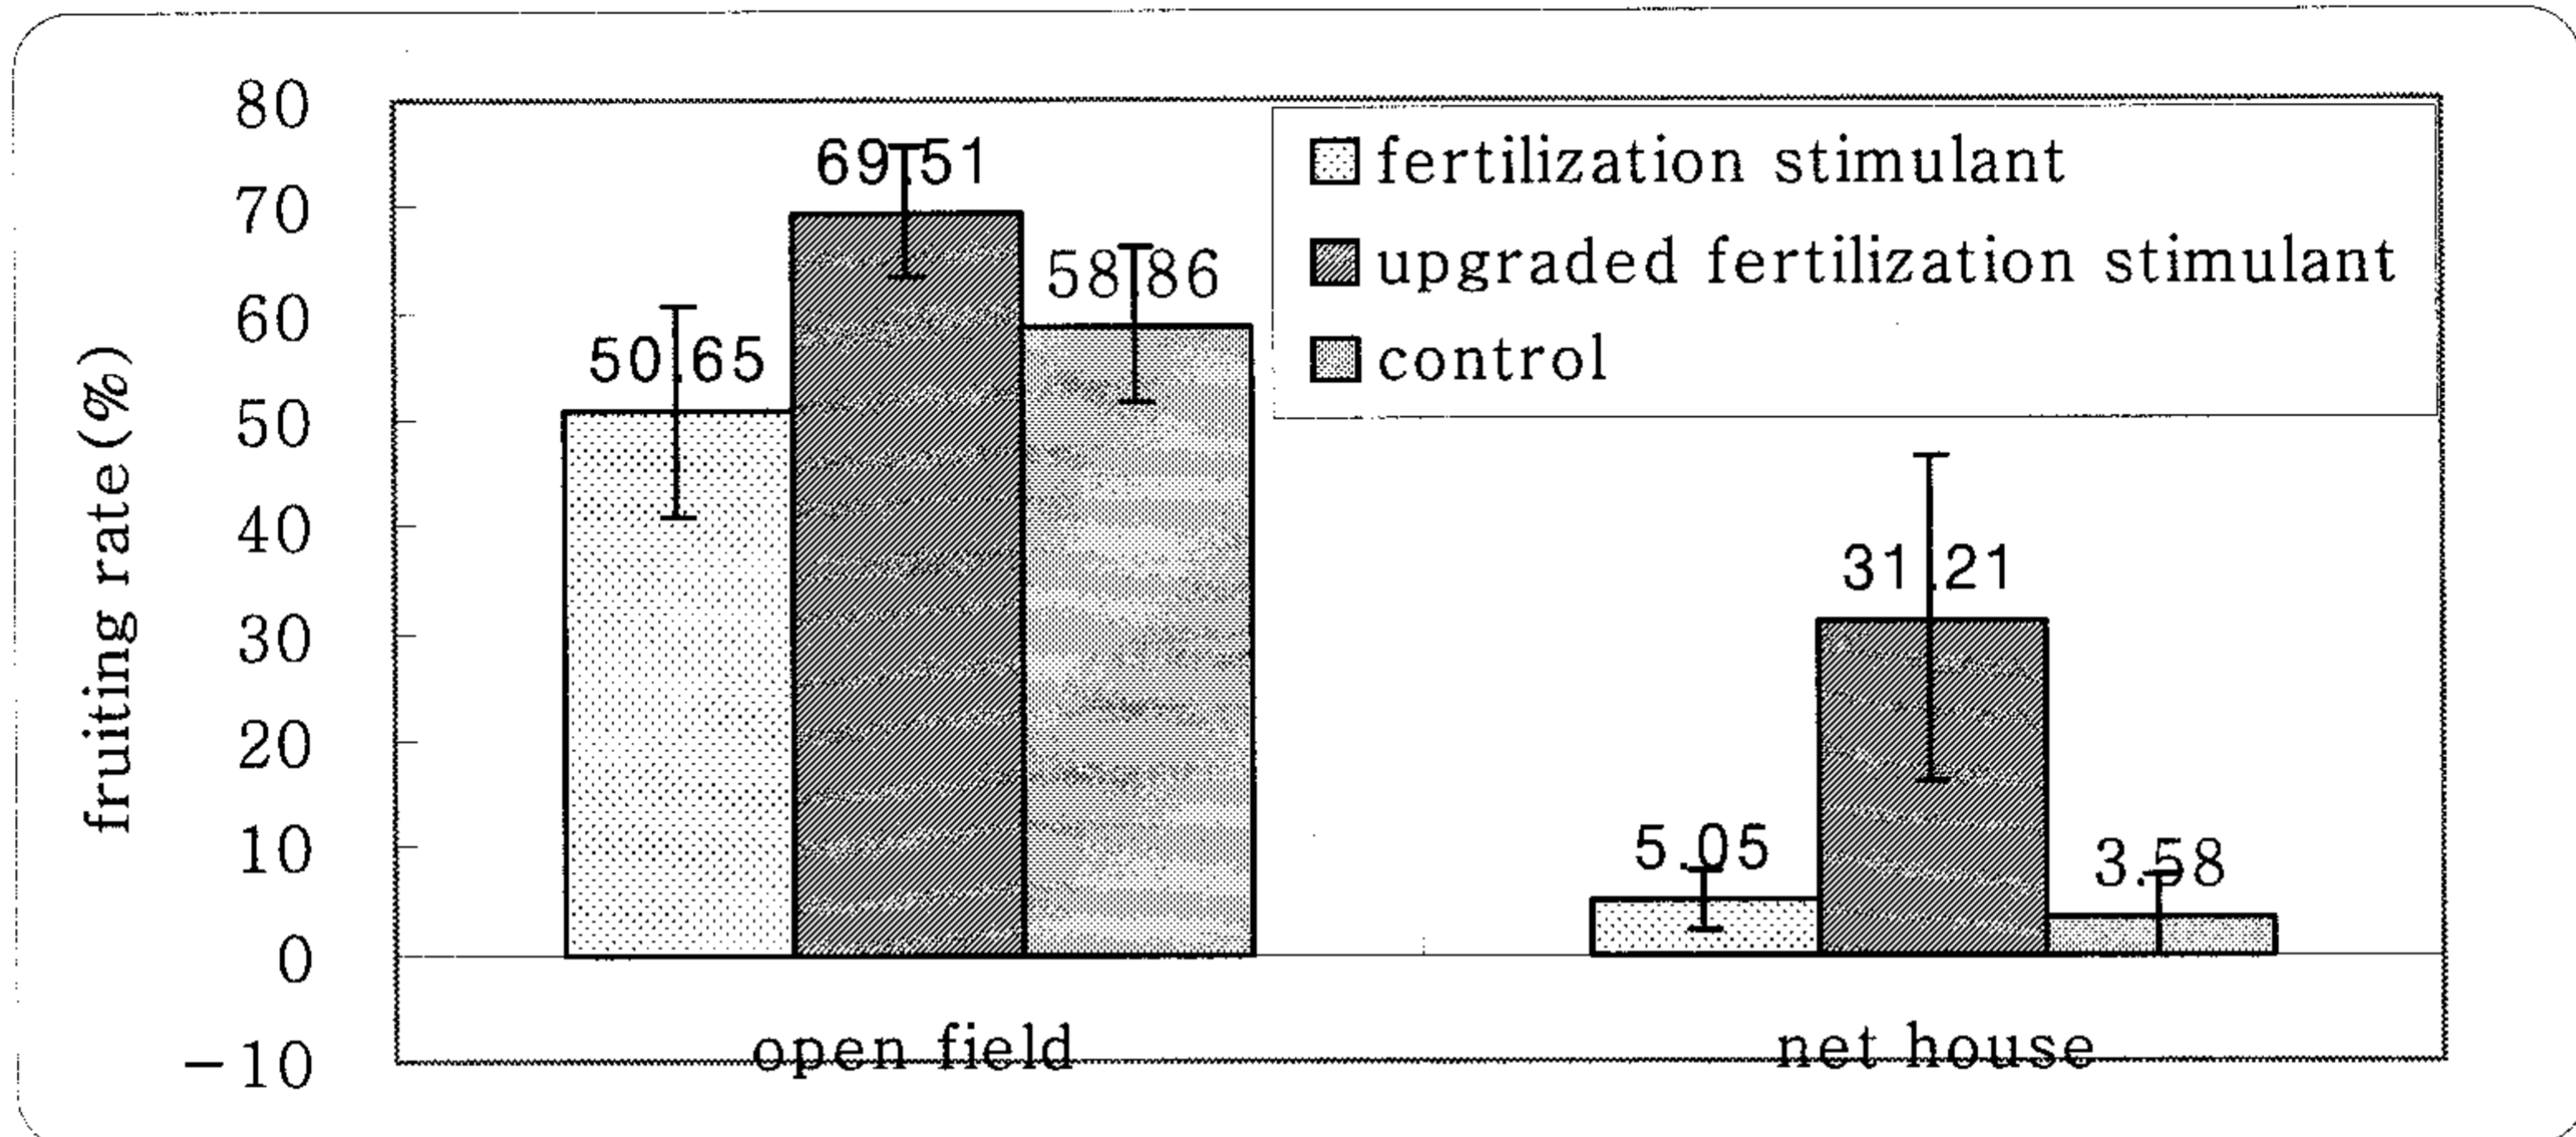 80
70
60
50
40
30
20
10
0
−10
fruiting rate(%)
50.65
69.51
58.86
5.05
31.21
3.58
fertilization stimulant
upgraded fertilization stimulant
control
open field
net house